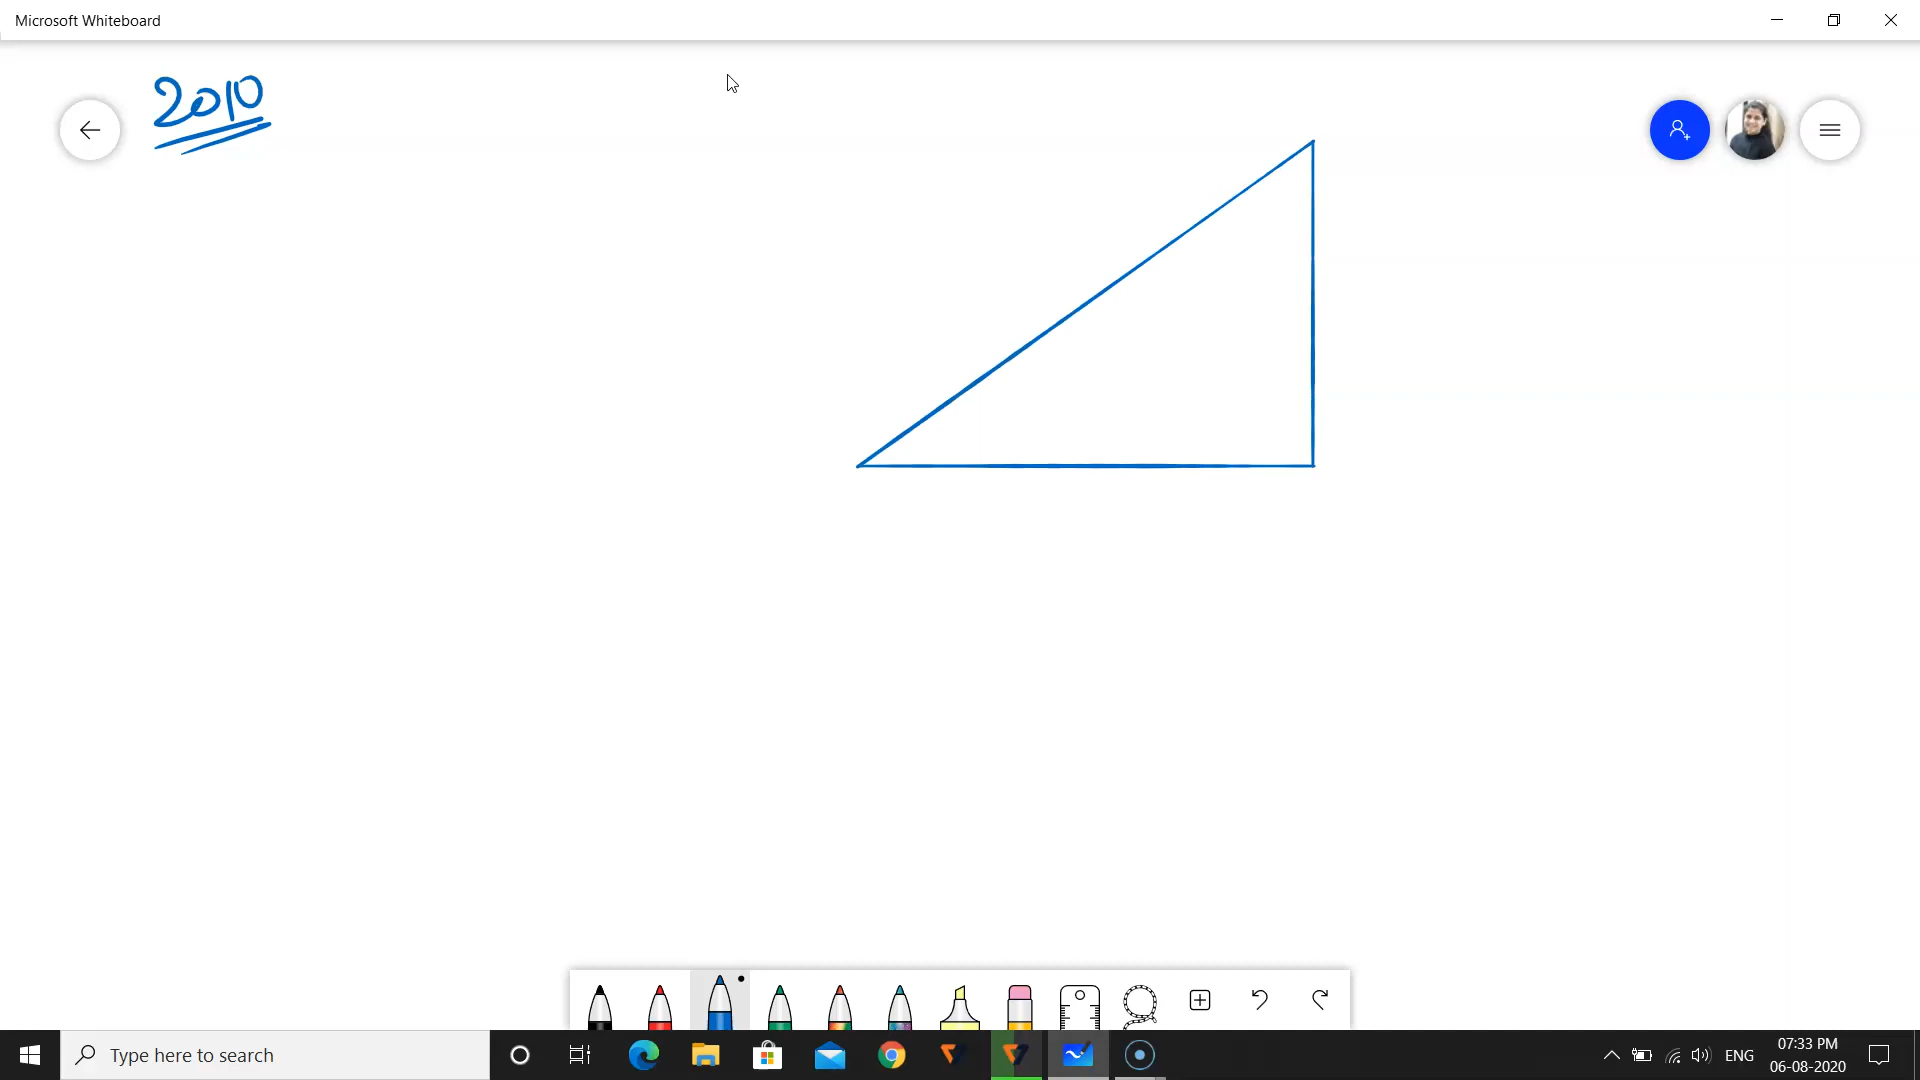 Microsoft Whiteboard
2010
Type here to search
ENG
07:33 PM
06-08-2020